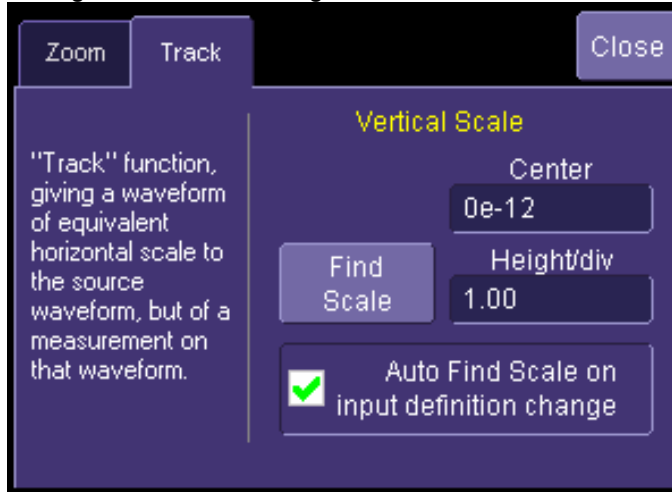 Zoom
Track
Close
"Track" function,
giving a waveform
of equivalent
horizontal scale to
the source
waveform, but of a
measurement on
that waveform.
Vertical Scale
Center
0e-12
Find
Scale
Height/div
1.00
Auto Find Scale on
input definition change